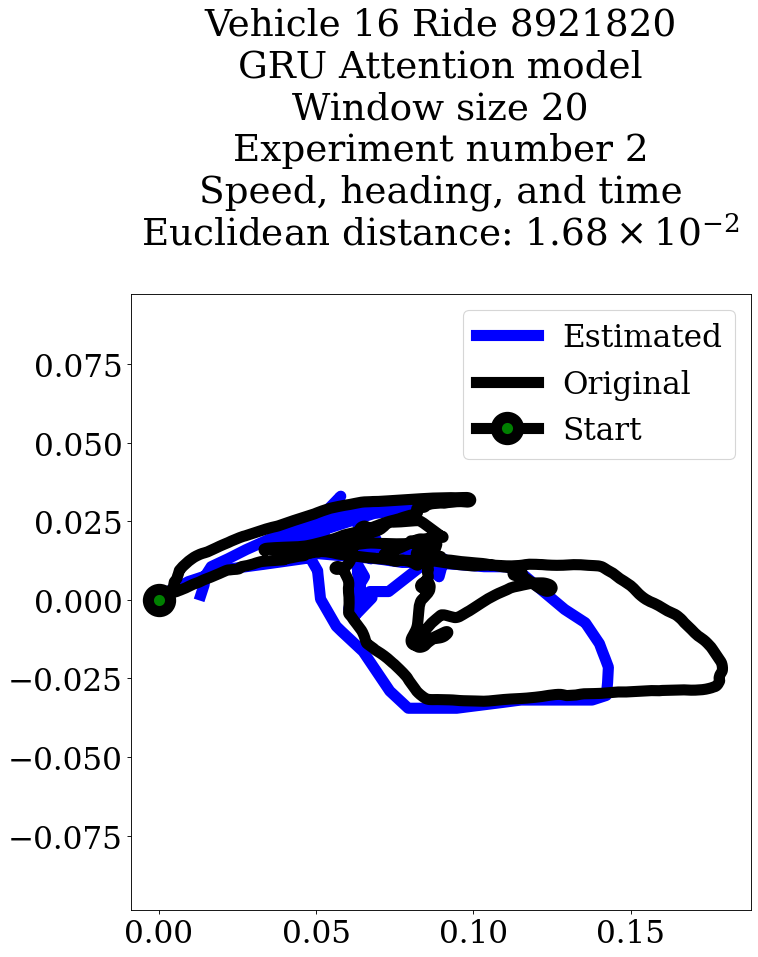 Vehicle 16 Ride 8921820
GRU Attention model
Window size 20
Experiment number 2
Speed, heading, and time
Euclidean distance: 1.68 × 10⁻²
Estimated
Original
Start
0.075
0.050
0.025
0.000
−0.025
−0.050
−0.075
0.00 0.05 0.10 0.15